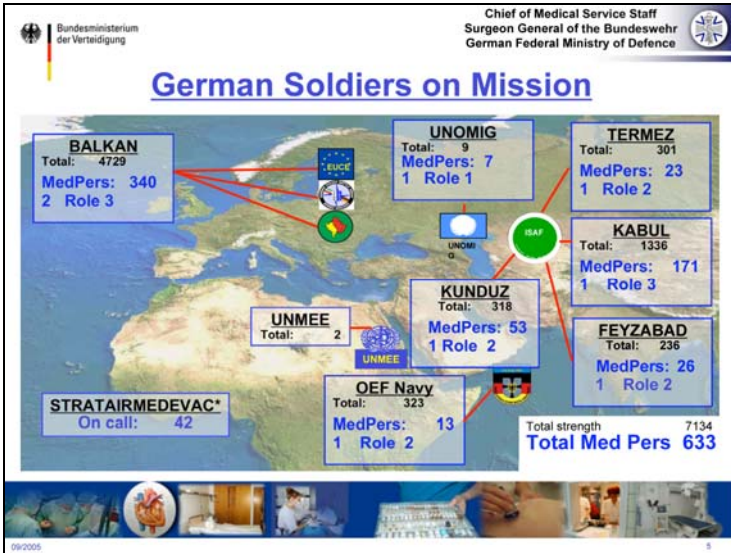 Bundesministerium
der Verteidigung
Chief of Medical Service Staff
Surgeon General of the Bundeswehr
German Federal Ministry of Defence
German Soldiers on Mission
BALKAN
Total: 4729
MedPers: 340
2 Role 3
EUCE
UNOMIG
Total: 9
MedPers: 7
1 Role 1
UNOMI
G
TERMEZ
Total: 301
MedPers: 23
1 Role 2
ISAF
KABUL
Total: 1336
MedPers: 171
1 Role 3
KUNDUZ
Total: 318
MedPers: 53
1 Role 2
UNMEE
Total: 2
UNMEE
FEYZABAD
Total: 236
MedPers: 26
1 Role 2
OEF Navy
Total: 323
MedPers: 13
1 Role 2
STRATAIRMEDEVAC*
On call: 42
Total strength 7134
Total Med Pers 633
09/2005
5